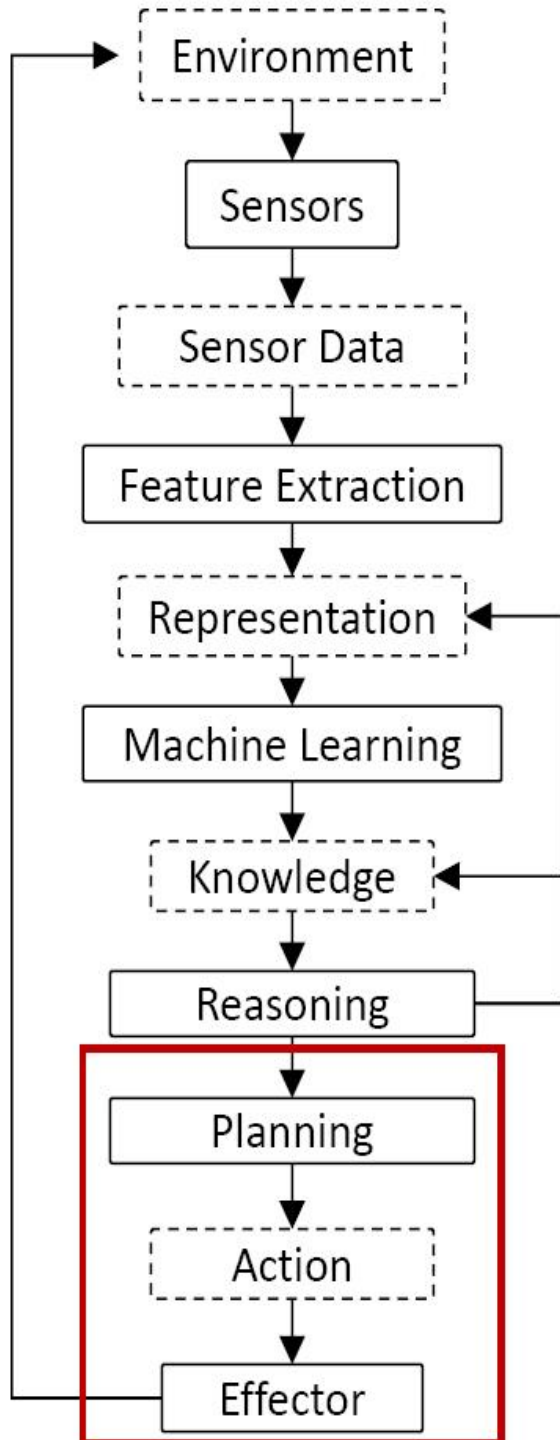 Environment
Sensors
Sensor Data
Feature Extraction
Representation
Machine Learning
Knowledge
Reasoning
Planning
Action
Effector